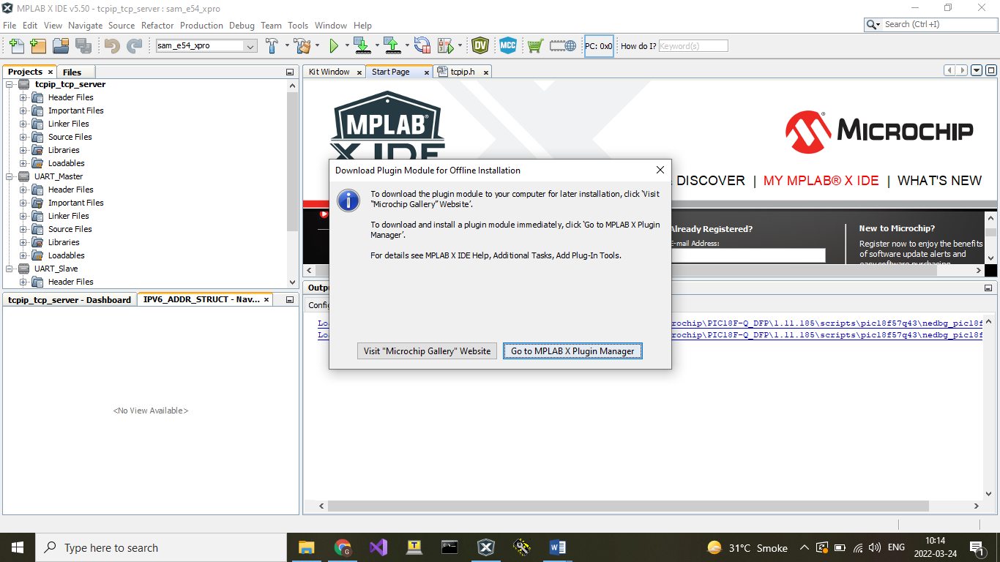 MPLAB X IDE v5.50 - tcpip_tcp_server : sam_e54_xpro
File Edit View Navigate Source Refactor Production Debug Team Tools Window Help
Search (Ctrl+I)
sam_e54_xpro
DV
MCC
PC: 0x0
How do I?
Keyword(s)
Projects
Files
tcpip_tcp_server
Header Files
Important Files
Linker Files
Source Files
Libraries
Loadables
UART_Master
Header Files
Important Files
Linker Files
Source Files
Libraries
Loadables
UART_Slave
Header Files
tcpip_tcp_server - Dashboard
IPV6_ADDR_STRUCT - Nav...
<No View Available>
Kit Window
Start Page
tcpip.h
MPLAB®
X IDE
MICROCHIP
DISCOVER | MY MPLAB® X IDE | WHAT'S NEW
Already Registered?
E-mail Address:
New to Microchip?
Register now to enjoy the benefits
of software update alerts and
easy software purchasing
Download Plugin Module for Offline Installation
To download the plugin module to your computer for later installation, click 'Visit
"Microchip Gallery" Website'.
To download and install a plugin module immediately, click 'Go to MPLAB X Plugin
Manager'.
For details see MPLAB X IDE Help, Additional Tasks, Add Plug-In Tools.
Visit "Microchip Gallery" Website
Go to MPLAB X Plugin Manager
Outpu
Config
Loa
rochip\PIC18F-Q_DFP\1.11.185\scripts\pic18f57q43\nedbg_pic18f
Loa
rochip\PIC18F-Q_DFP\1.11.185\scripts\pic18f57q43\nedbg_pic18f
Type here to search
31°C Smoke
ENG
10:14
2022-03-24
1